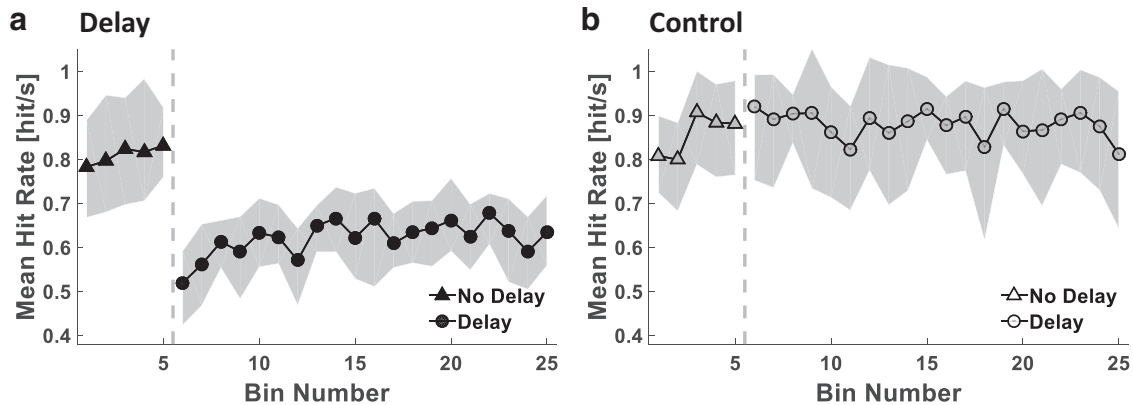 a Delay
Mean Hit Rate [hit/s]
1
0.9
0.8
0.7
0.6
0.5
0.4
No Delay
Delay
5 10 15 20 25
Bin Number
b Control
Mean Hit Rate [hit/s]
1
0.9
0.8
0.7
0.6
0.5
0.4
No Delay
Delay
5 10 15 20 25
Bin Number